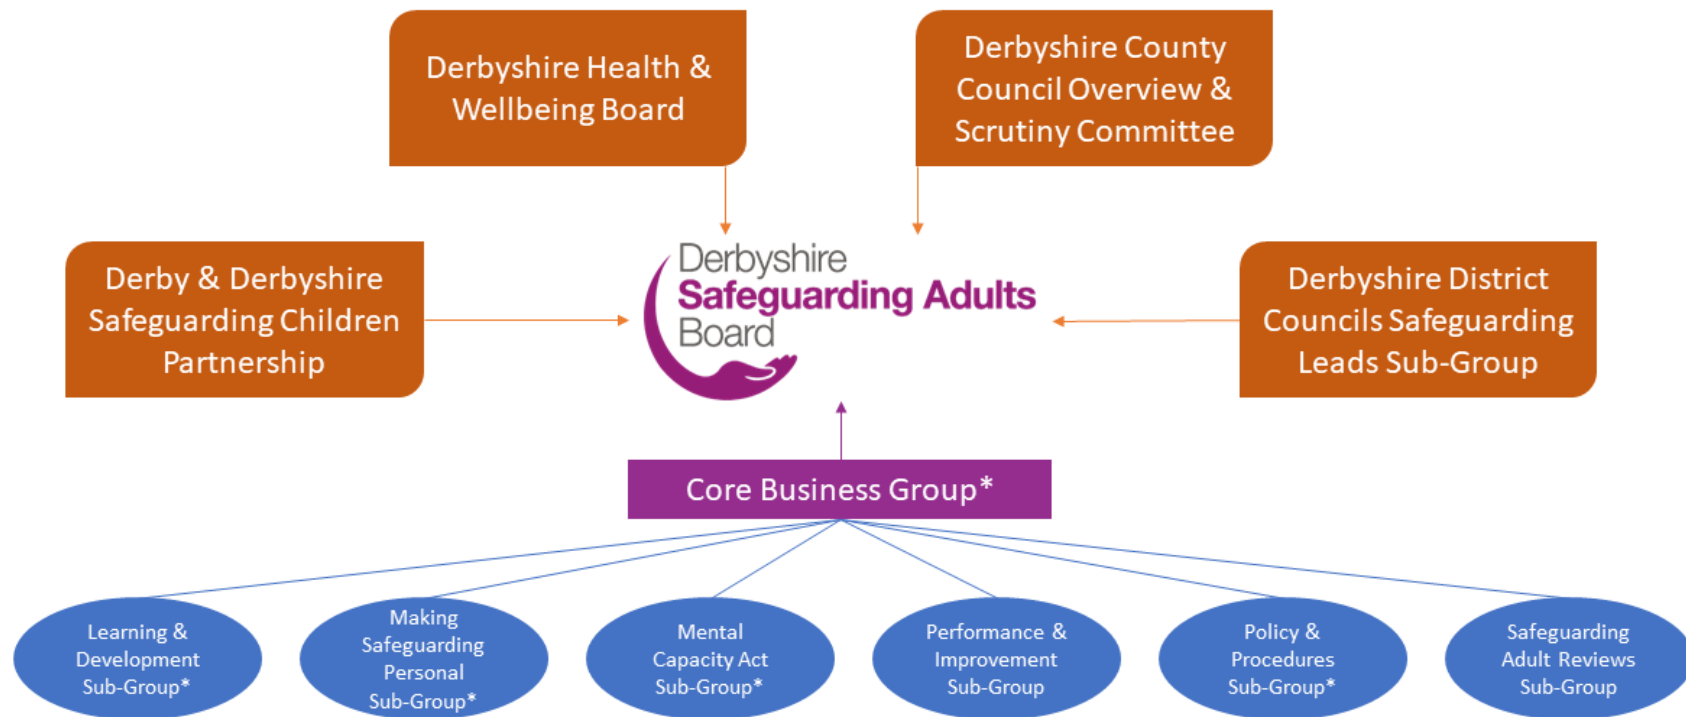 Derbyshire Health &
Wellbeing Board
Derbyshire County
Council Overview &
Scrutiny Committee
Derby & Derbyshire
Safeguarding Children
Partnership
Derbyshire
Safeguarding Adults
Board
Derbyshire District
Councils Safeguarding
Leads Sub-Group
Core Business Group*
Learning &
Development
Sub-Group*
Making
Safeguarding
Personal
Sub-Group*
Mental
Capacity Act
Sub-Group*
Performance &
Improvement
Sub-Group
Policy &
Procedures
Sub-Group*
Safeguarding
Adult Reviews
Sub-Group